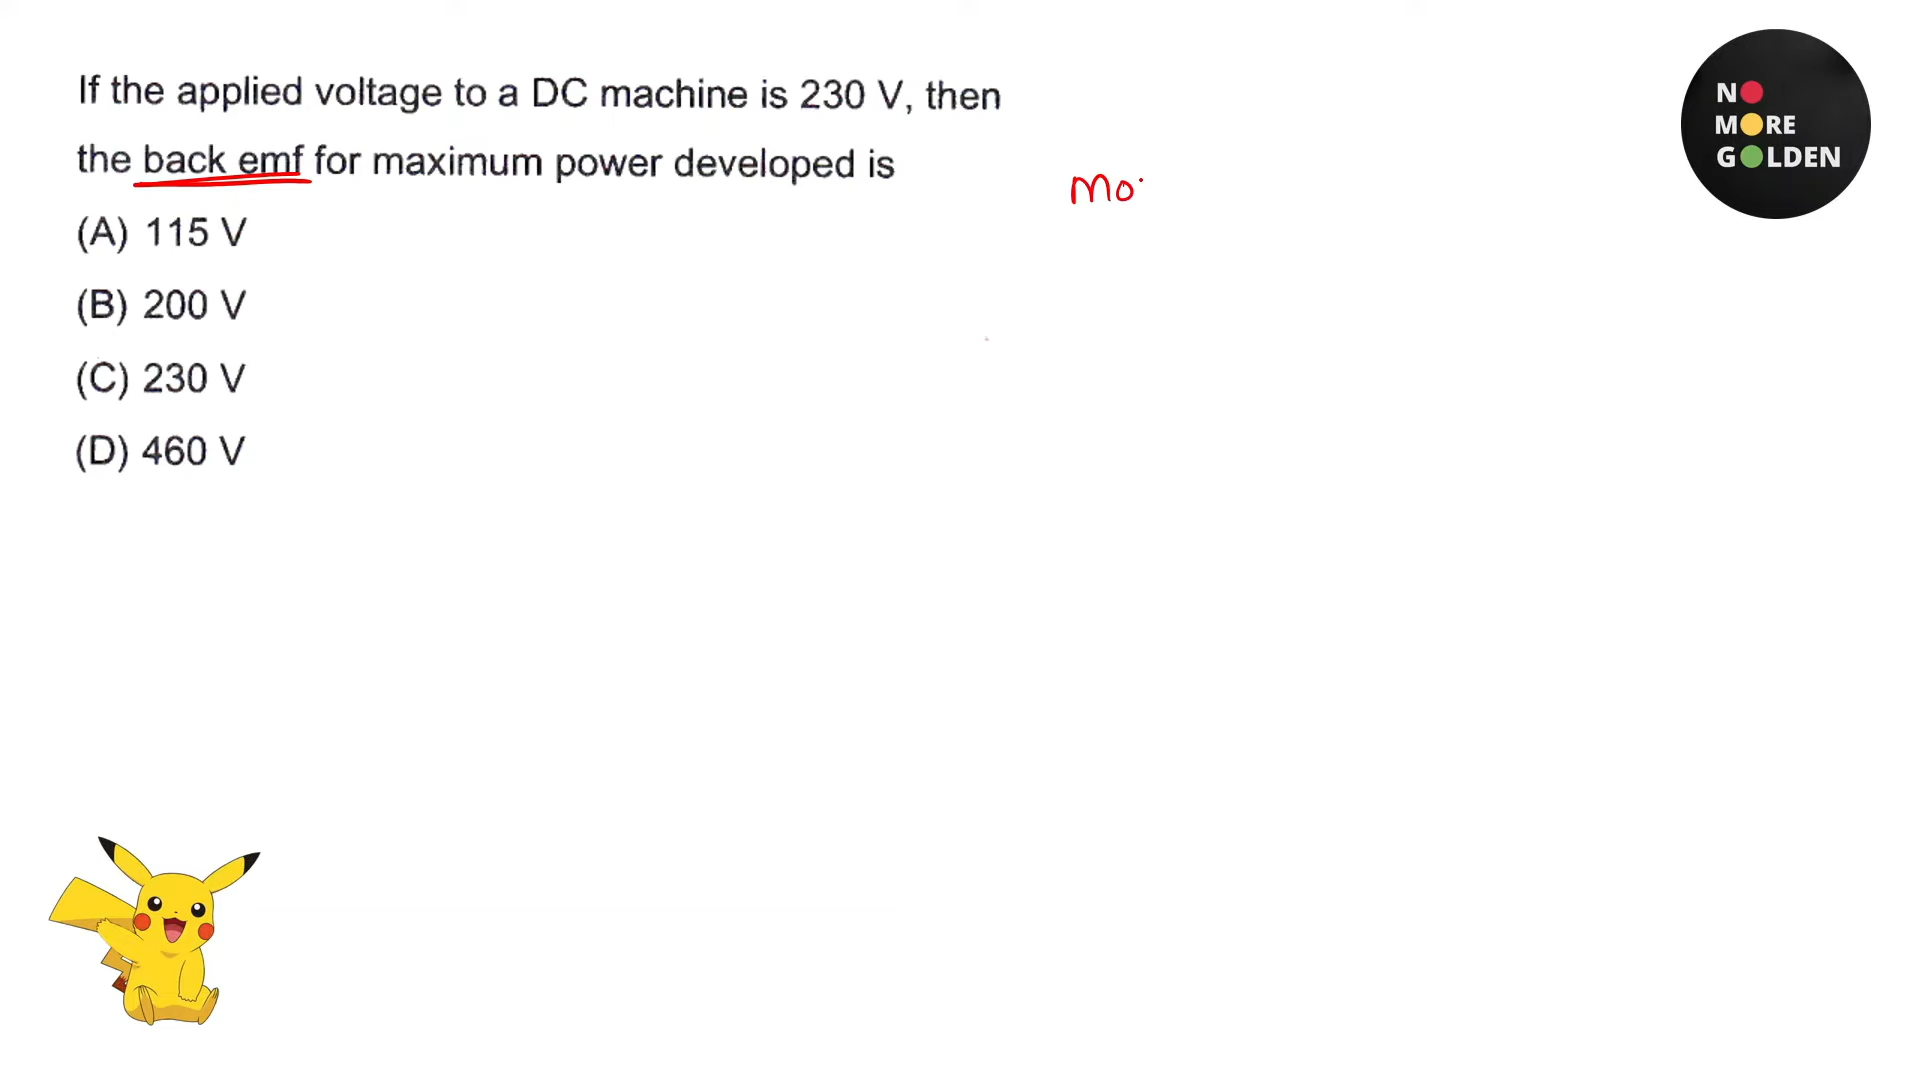 If the applied voltage to a DC machine is 230 V, then
the back emf for maximum power developed is
(A) 115 V
(B) 200 V
(C) 230 V
(D) 460 V
Mo
NO
MORE
GOLDEN